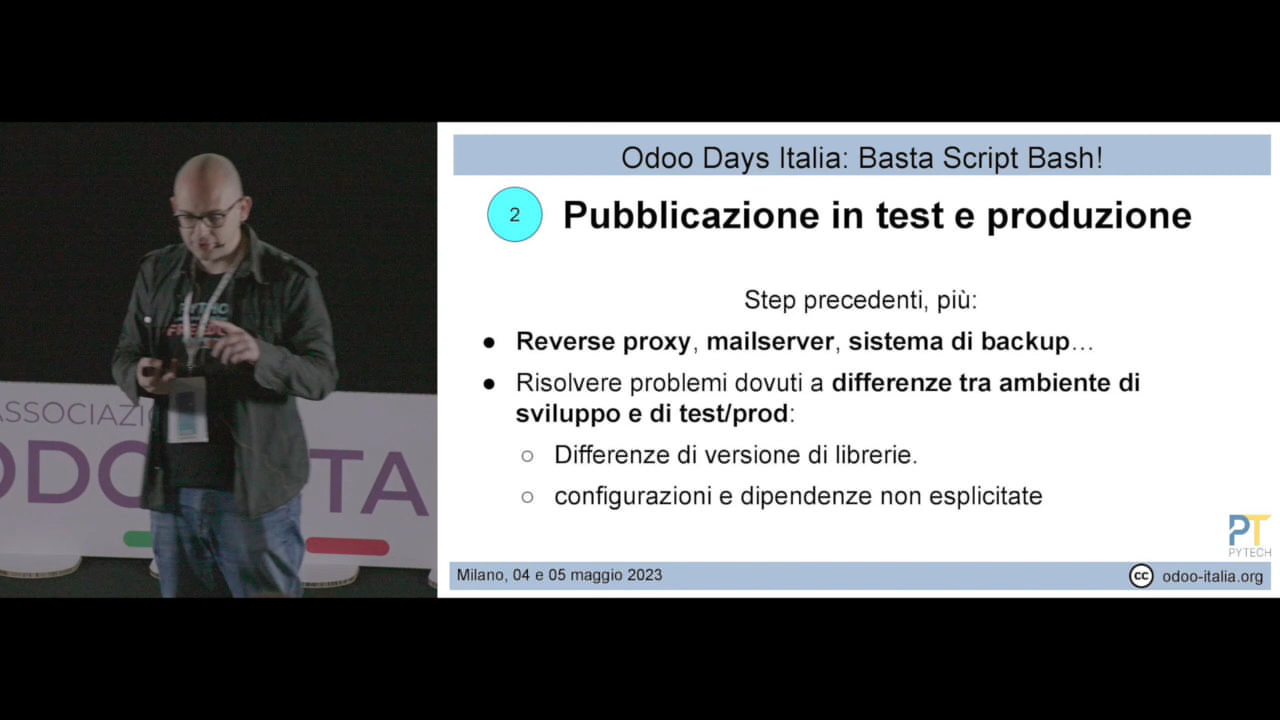 Odoo Days Italia: Basta Script Bash!
2
Pubblicazione in test e produzione
Step precedenti, più:
● Reverse proxy, mailserver, sistema di backup...
● Risolvere problemi dovuti a differenze tra ambiente di
sviluppo e di test/prod:
○ Differenze di versione di librerie.
○ configurazioni e dipendenze non esplicitate
PT
PYTECH
Milano, 04 e 05 maggio 2023
cc odoo-italia.org
ASSOCIAZI
ODO
TA